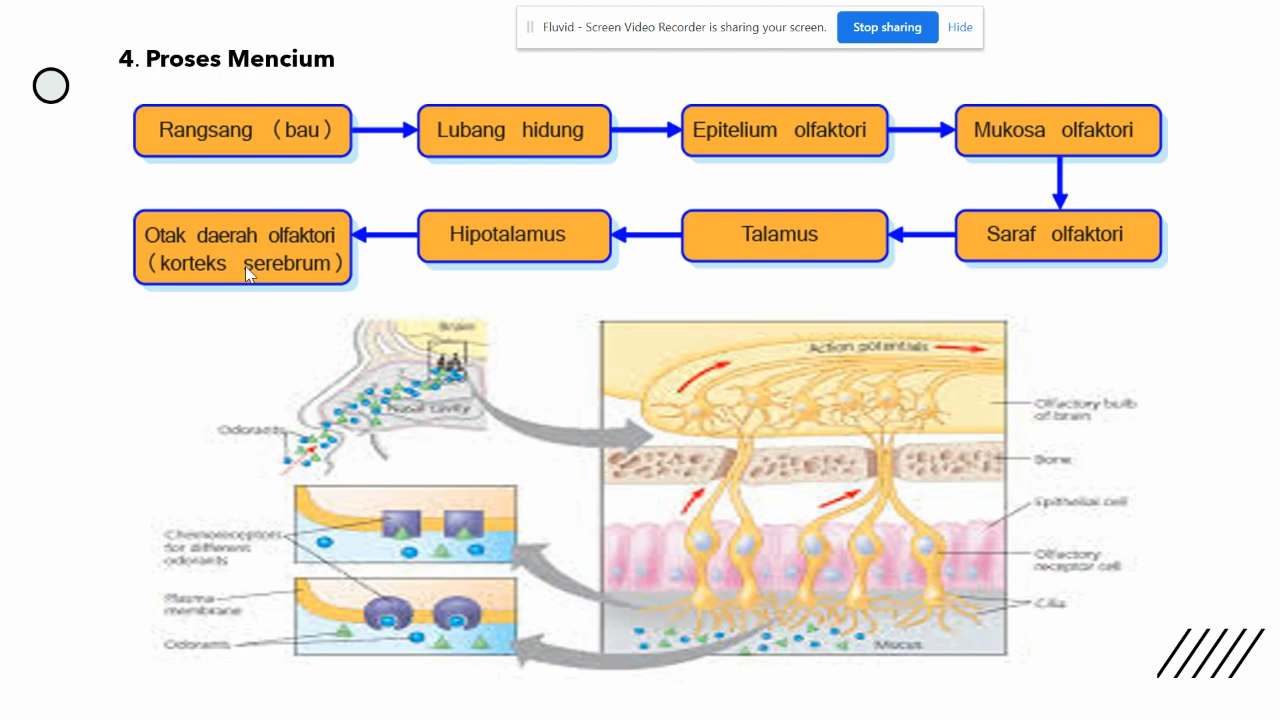 Fluvid - Screen Video Recorder is sharing your screen.
Stop sharing
Hide
4. Proses Mencium
Rangsang (bau)
Lubang hidung
Epitelium olfaktori
Mukosa olfaktori
Otak daerah olfaktori
(korteks serebrum)
Hipotalamus
Talamus
Saraf olfaktori
Brain
Nasal cavity
Odorants
Action potentials
Olfactory bulb
of brain
Bone
Epithelial cell
Chemoreceptors
for different
odorants
Olfactory
receptor cell
Plasma
membrane
Cilia
Odorants
Mucus